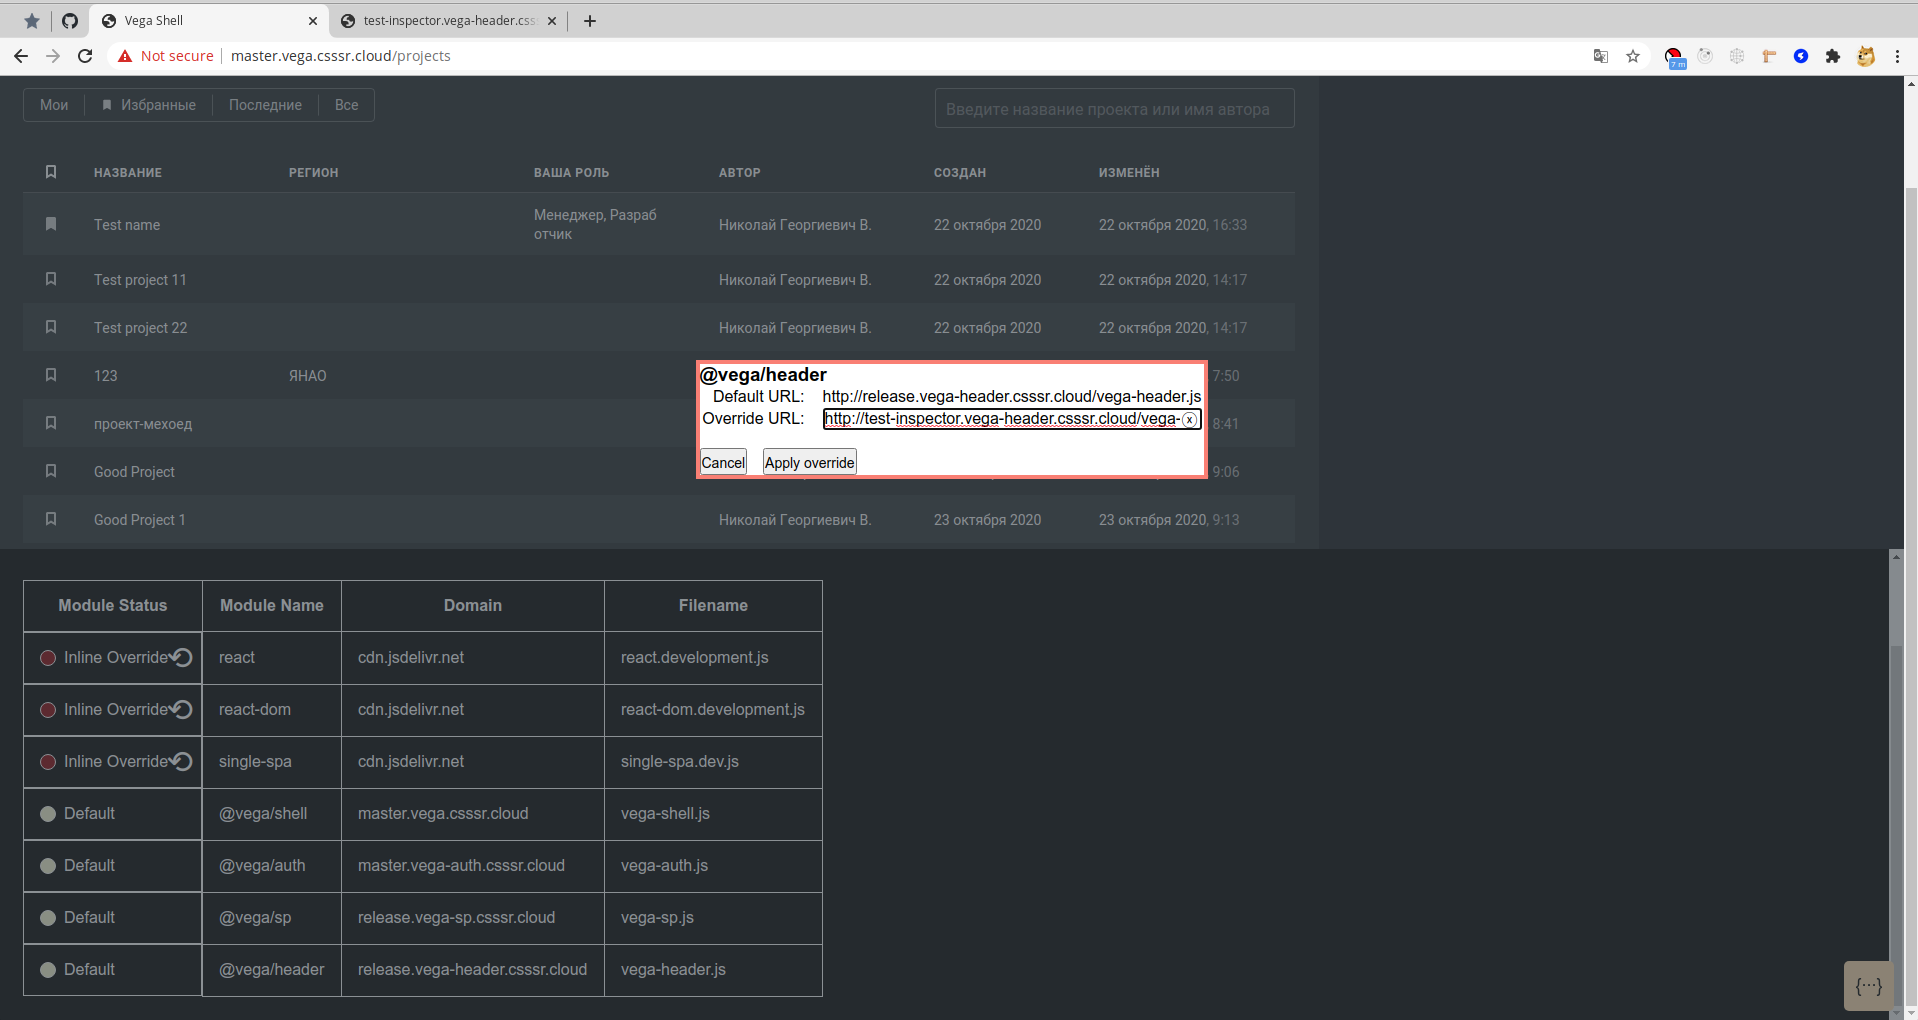 Vega Shell
test-inspector.vega-header.css
Not secure
master.vega.csssr.cloud/projects
7 m
Мои
Избранные
Последние
Все
Введите название проекта или имя автора
НАЗВАНИЕ РЕГИОН ВАША РОЛЬ АВТОР СОЗДАН ИЗМЕНЁН
Test name Менеджер, Разраб
отчик Николай Георгиевич В. 22 октября 2020 22 октября 2020, 16:33
Test project 11 Николай Георгиевич В. 22 октября 2020 22 октября 2020, 14:17
Test project 22 Николай Георгиевич В. 22 октября 2020 22 октября 2020, 14:17
123 ЯНАО 7:50
проект-мехоед 8:41
Good Project 9:06
Good Project 1 Николай Георгиевич В. 23 октября 2020 23 октября 2020, 9:13
@vega/header
Default URL: http://release.vega-header.csssr.cloud/vega-header.js
Override URL: http://test-inspector.vega-header.csssr.cloud/vega- x
Cancel Apply override
Module Status Module Name Domain Filename
Inline Override react cdn.jsdelivr.net react.development.js
Inline Override react-dom cdn.jsdelivr.net react-dom.development.js
Inline Override single-spa cdn.jsdelivr.net single-spa.dev.js
Default @vega/shell master.vega.csssr.cloud vega-shell.js
Default @vega/auth master.vega-auth.csssr.cloud vega-auth.js
Default @vega/sp release.vega-sp.csssr.cloud vega-sp.js
Default @vega/header release.vega-header.csssr.cloud vega-header.js
{···}